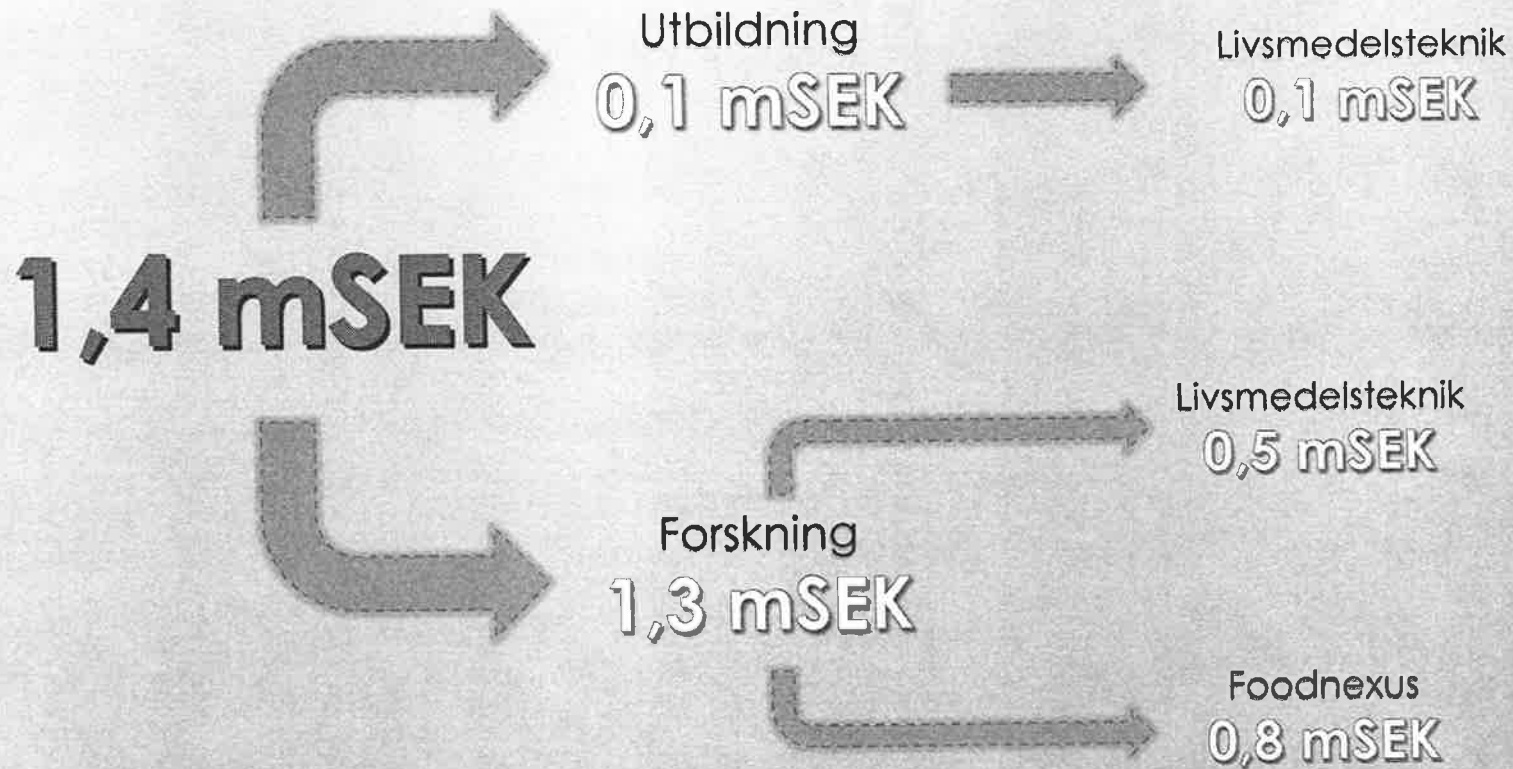 Utbildning
0,1 mSEK
Livsmedelsteknik
0,1 mSEK
1,4 mSEK
Livsmedelsteknik
0,5 mSEK
Forskning
1,3 mSEK
Foodnexus
0,8 mSEK